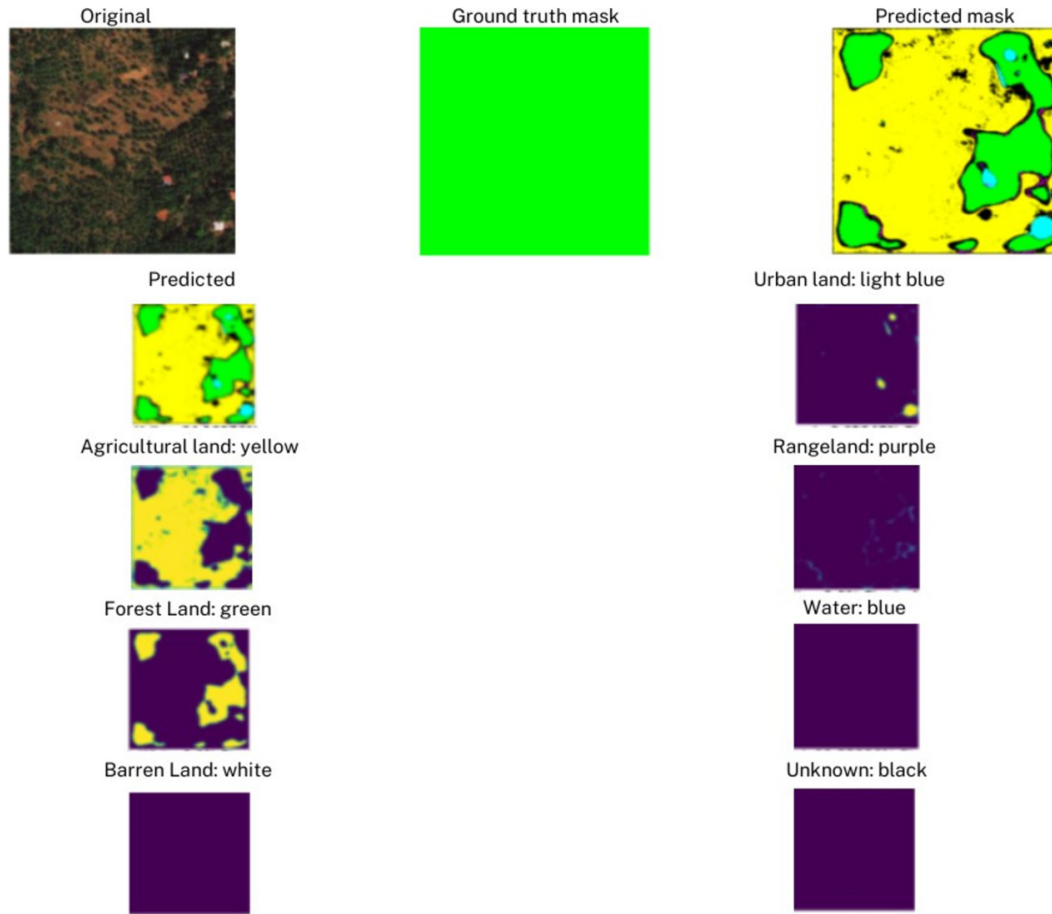 Original
Ground truth mask
Predicted mask
Predicted
Urban land: light blue
Agricultural land: yellow
Rangeland: purple
Forest Land: green
Water: blue
Barren Land: white
Unknown: black